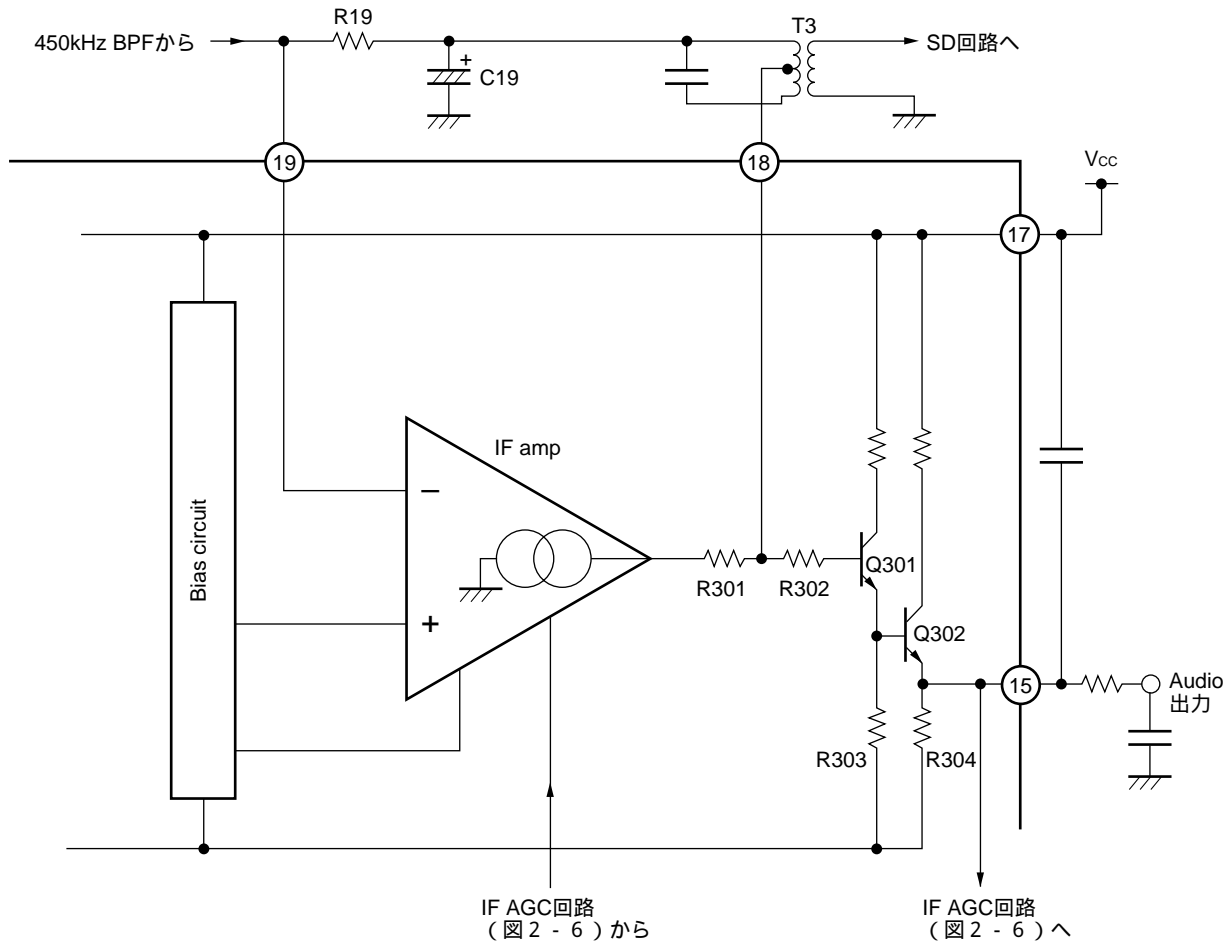 R19
T3
450kHz BPFから
SD回路へ
+
C19
19
18
VCC
17
Bias circuit
IF amp
−
+
R301
R302
Q301
Q302
15
Audio
出力
R303
R304
IF AGC回路
(図2 - 6)から
IF AGC回路
(図2 - 6)へ